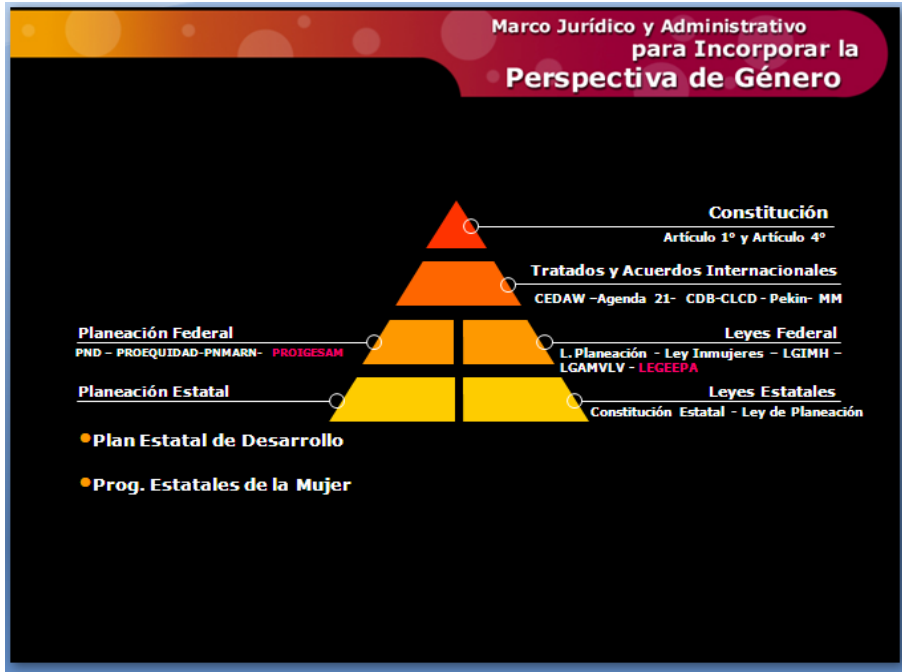 Marco Jurídico y Administrativo
para Incorporar la
Perspectiva de Género
Constitución
Artículo 1º y Artículo 4º
Tratados y Acuerdos Internacionales
CEDAW –Agenda 21- CDB-CLCD - Pekin- MM
Planeación Federal
PND – PROEQUIDAD-PNMARN- PROIGESAM
Leyes Federal
L. Planeación - Ley Inmujeres – LGIMH –
LGAMVLV - LEGEEPA
Planeación Estatal
Leyes Estatales
Constitución Estatal - Ley de Planeación
•Plan Estatal de Desarrollo
•Prog. Estatales de la Mujer